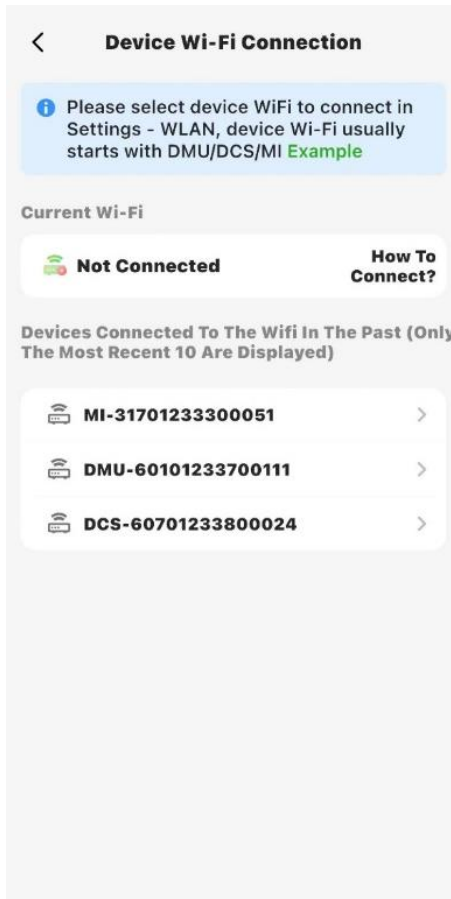 Device Wi-Fi Connection
Please select device WiFi to connect in
Settings - WLAN, device Wi-Fi usually
starts with DMU/DCS/MI Example
Current Wi-Fi
Not Connected
How To
Connect?
Devices Connected To The Wifi In The Past (Only
The Most Recent 10 Are Displayed)
MI-31701233300051
DMU-60101233700111
DCS-60701233800024